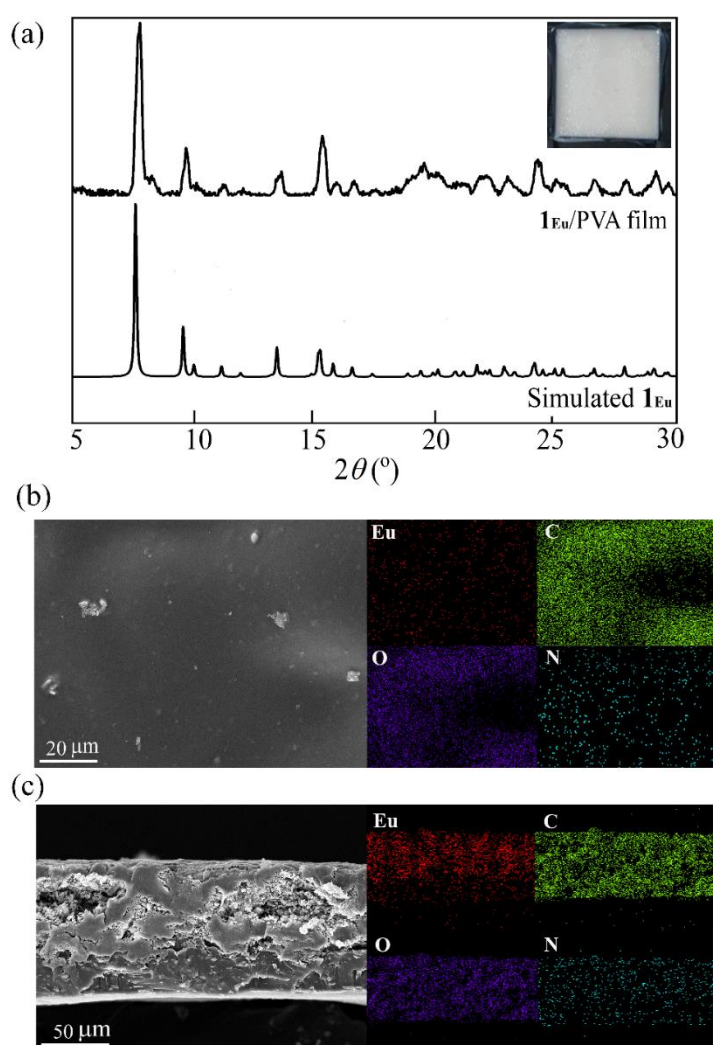 (a)
1Eu/PVA film
Simulated 1Eu
5 10 15 20 25 30
2θ (°)
(b)
Eu C
O N
20 μm
(c)
Eu C
O N
50 μm